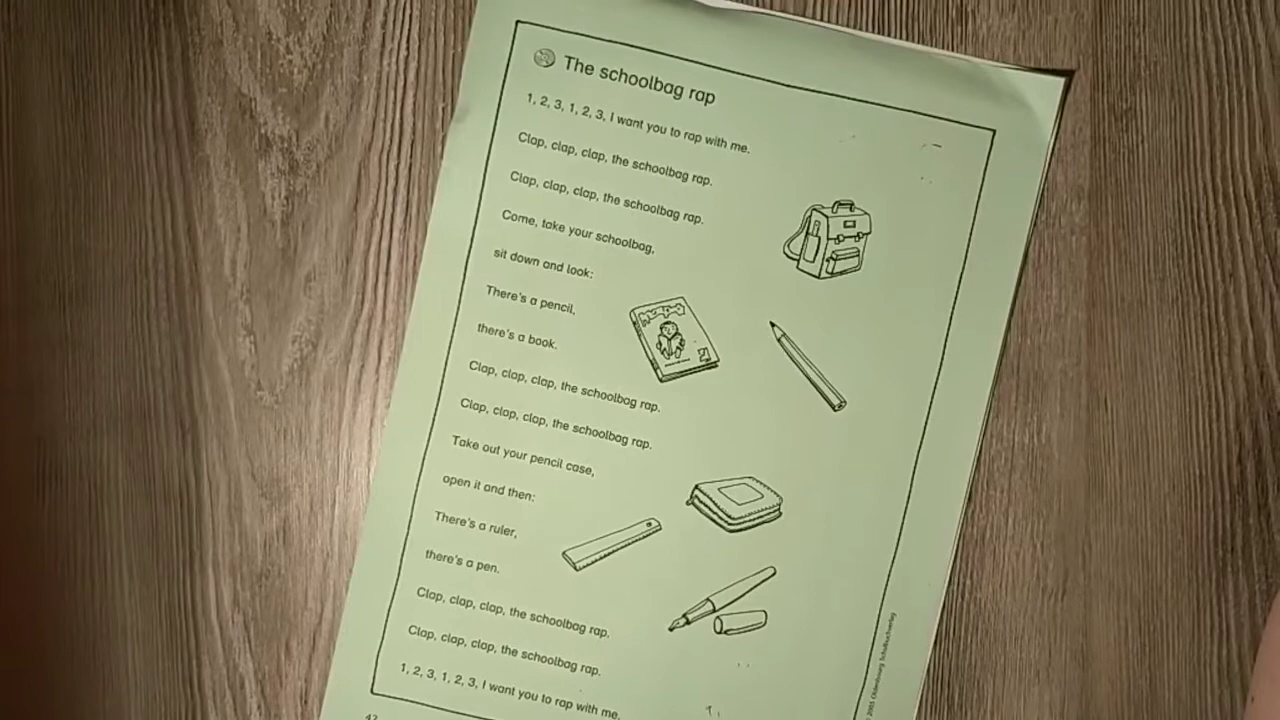 The schoolbag rap
1, 2, 3, 1, 2, 3, I want you to rap with me.
Clap, clap, clap, the schoolbag rap.
Clap, clap, clap, the schoolbag rap.
Come, take your schoolbag,
sit down and look:
There's a pencil,
there's a book.
Clap, clap, clap, the schoolbag rap.
Clap, clap, clap, the schoolbag rap.
Take out your pencil case,
open it and then:
There's a ruler,
there's a pen.
Clap, clap, clap, the schoolbag rap.
Clap, clap, clap, the schoolbag rap.
1, 2, 3, 1, 2, 3, I want you to rap with me.
2005 Oldenbourg Schulbuchverlag